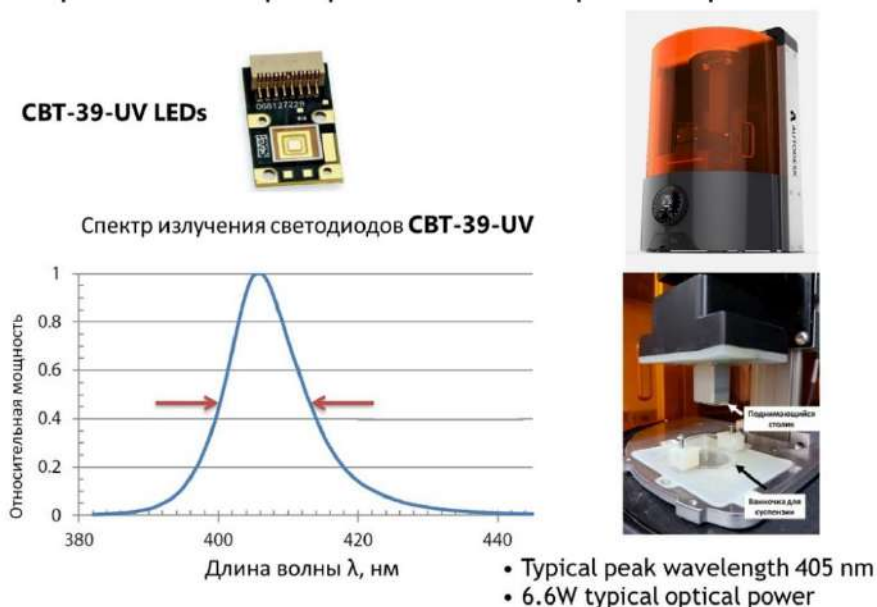 CBT-39-UV LEDs
068127229
AUTODESK
Спектр излучения светодиодов CBT-39-UV
1
0.8
0.6
0.4
0.2
0
Относительная мощность
380
400
420
440
Длина волны λ, нм
Поднимающийся
столик
Ванночка для
суспензии
• Typical peak wavelength 405 nm
• 6.6W typical optical power